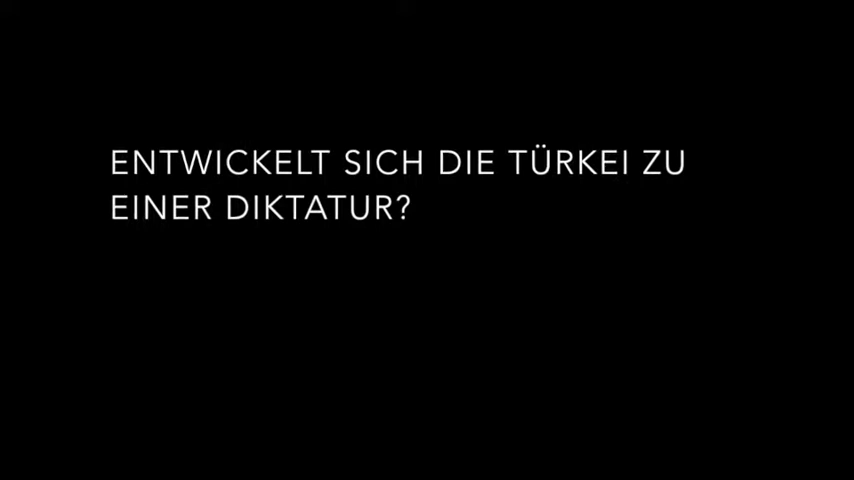 ENTWICKELT SICH DIE TÜRKEI ZU
EINER DIKTATUR?